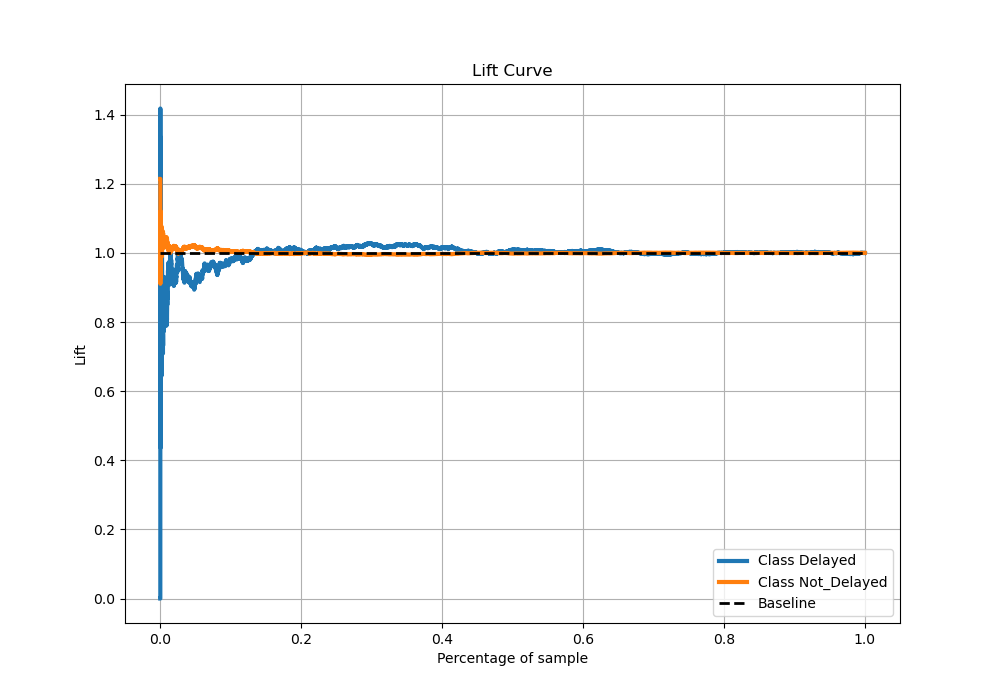 Lift Curve
Lift
1.4
1.2
1.0
0.8
0.6
0.4
0.2
0.0
0.0 0.2 0.4 0.6 0.8 1.0
Percentage of sample
Class Delayed
Class Not_Delayed
Baseline